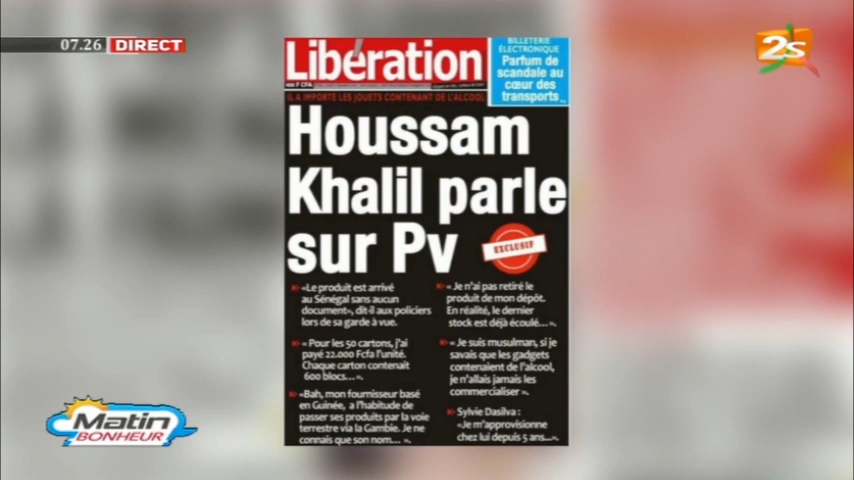 07.26 DIRECT
2s
Libération
BILLETERIE
ÉLECTRONIQUE
Parfum de
scandale au
cœur des
transports
100 F CFA
IL A IMPORTE LES JOUETS CONTENANT DE L'ALCOOL
Houssam
Khalil parle
sur Pv
EXCLUSIF
«Le produit est arrivé
au Sénégal sans aucun
document», dit-il aux policiers
lors de sa garde à vue.
« Pour les 50 cartons, j'ai
payé 22.000 Fcfa l'unité.
Chaque carton contenait
600 blocs... ».
«Bah, mon fournisseur basé
en Guinée, a l'habitude de
passer ses produits par la voie
terrestre via la Gambie. Je ne
connais que son nom... ».
« Je n'ai pas retiré le
produit de mon dépôt.
En réalité, le dernier
stock est déjà écoulé... ».
« Je suis musulman, si je
savais que les gadgets
contenaient de l'alcool,
je n'allais jamais les
commercialiser ».
Sylvie Dasilva :
«Je m'approvisionne
chez lui depuis 5 ans...».
Matin
BONHEUR